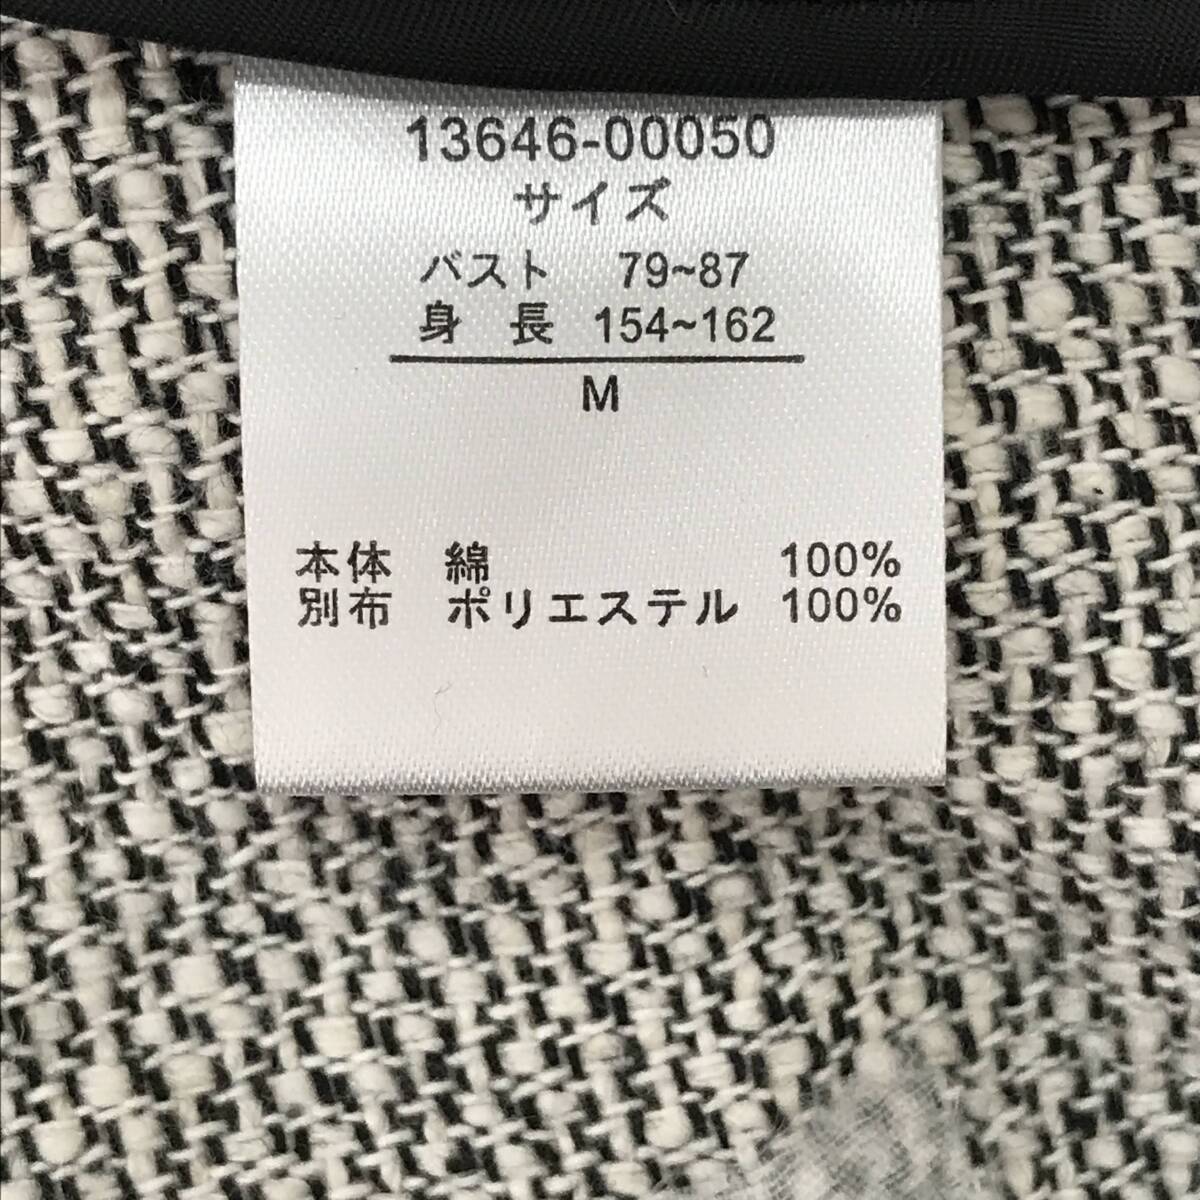 13646-00050
サイズ
バスト 79~87
身 長 154~162
M
本体 綿 100%
別布 ポリエステル 100%